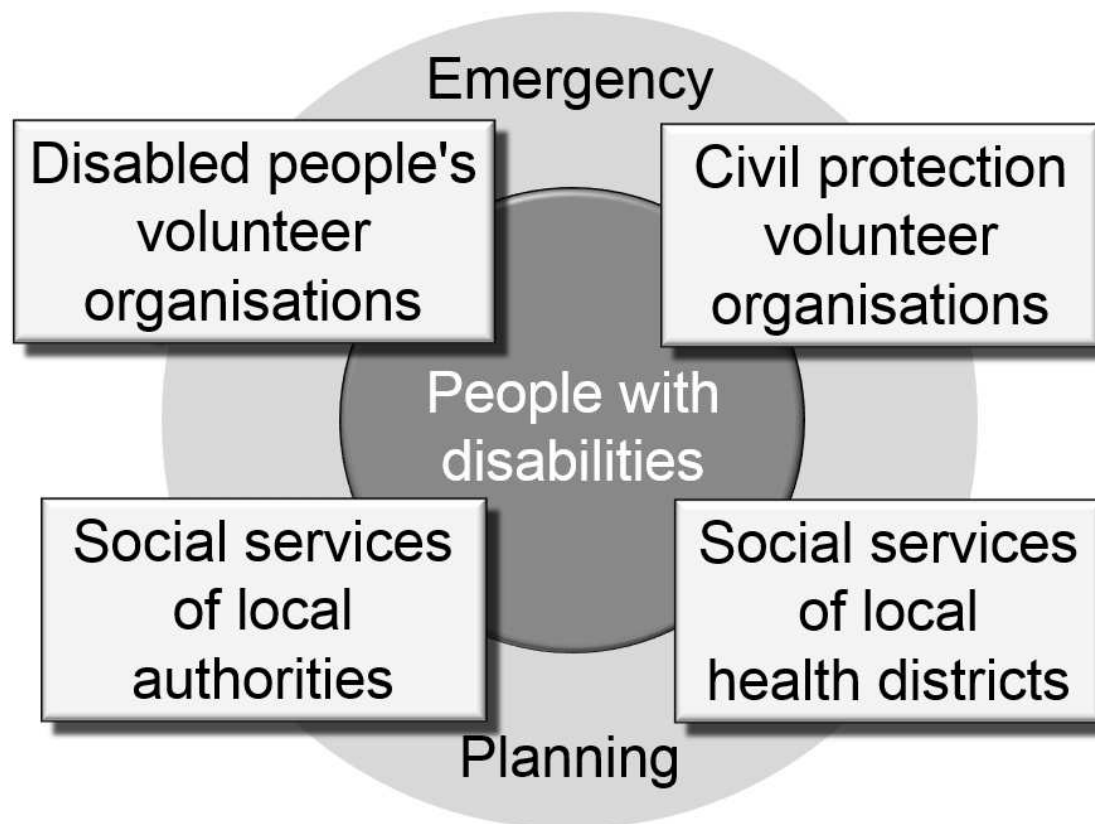 Emergency
Disabled people's
volunteer
organisations
Civil protection
volunteer
organisations
People with
disabilities
Social services
of local
authorities
Social services
of local
health districts
Planning